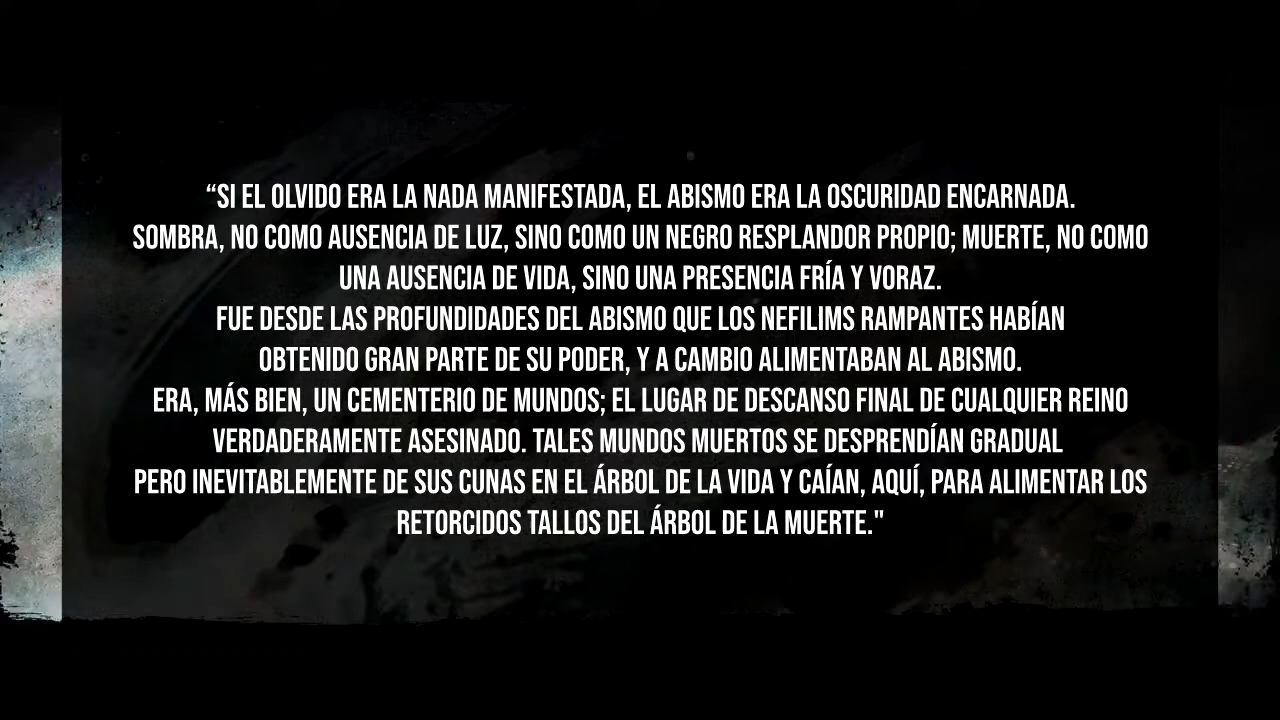 “SI EL OLVIDO ERA LA NADA MANIFESTADA, EL ABISMO ERA LA OSCURIDAD ENCARNADA.
SOMBRA, NO COMO AUSENCIA DE LUZ, SINO COMO UN NEGRO RESPLANDOR PROPIO; MUERTE, NO COMO
UNA AUSENCIA DE VIDA, SINO UNA PRESENCIA FRÍA Y VORAZ.
FUE DESDE LAS PROFUNDIDADES DEL ABISMO QUE LOS NEFILIMS RAMPANTES HABÍAN
OBTENIDO GRAN PARTE DE SU PODER, Y A CAMBIO ALIMENTABAN AL ABISMO.
ERA, MÁS BIEN, UN CEMENTERIO DE MUNDOS; EL LUGAR DE DESCANSO FINAL DE CUALQUIER REINO
VERDADERAMENTE ASESINADO. TALES MUNDOS MUERTOS SE DESPRENDÍAN GRADUAL
PERO INEVITABLEMENTE DE SUS CUNAS EN EL ÁRBOL DE LA VIDA Y CAÍAN, AQUÍ, PARA ALIMENTAR LOS
RETORCIDOS TALLOS DEL ÁRBOL DE LA MUERTE."